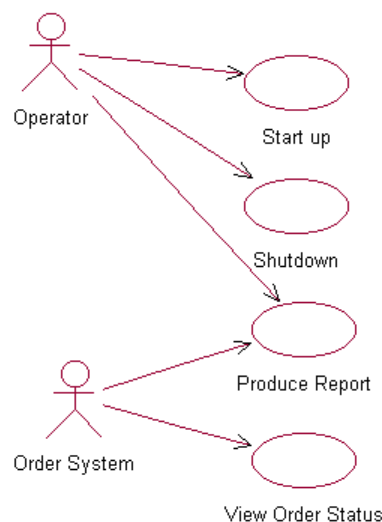 Operator
Start up
Shutdown
Produce Report
Order System
View Order Status